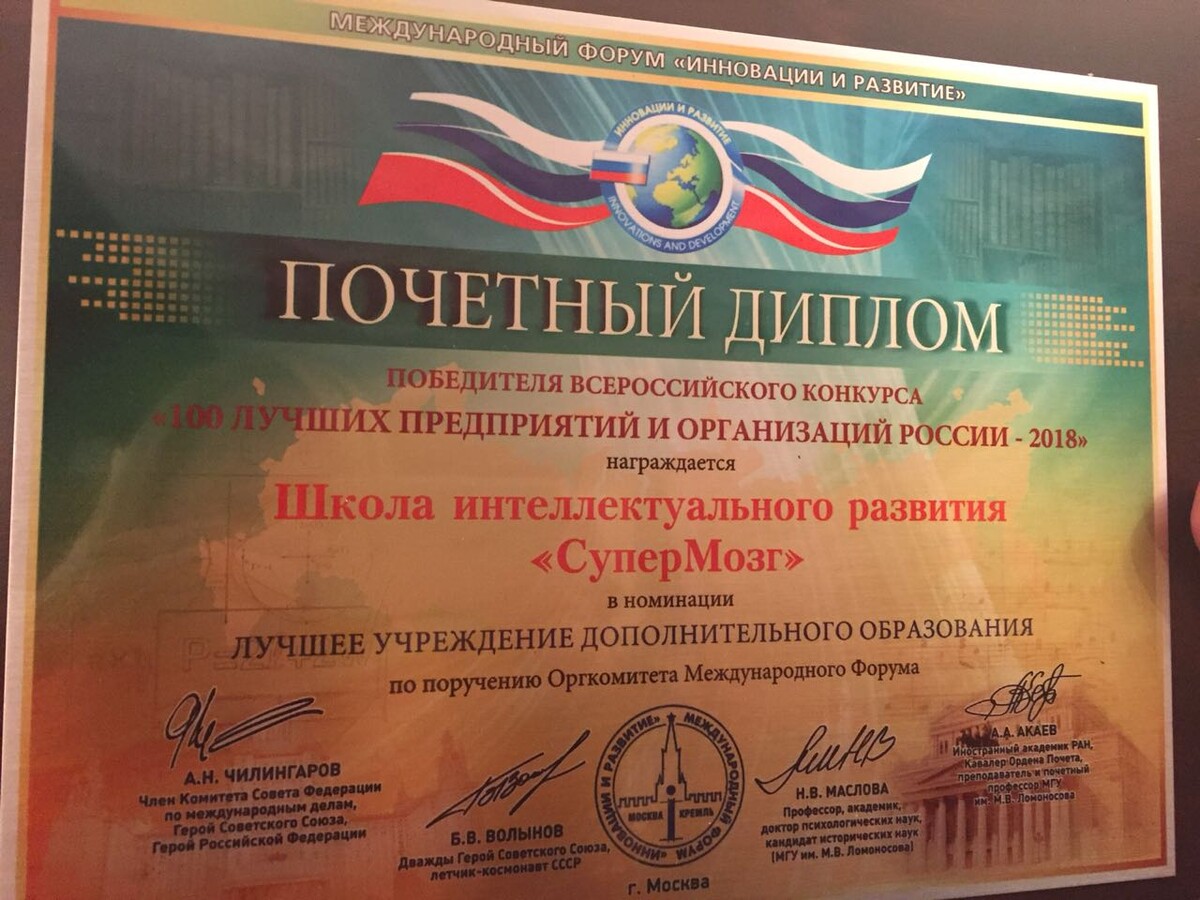 МЕЖДУНАРОДНЫЙ ФОРУМ «ИННОВАЦИИ И РАЗВИТИЕ»
ИННОВАЦИИ И РАЗВИТИЕ
INNOVATIONS AND DEVELOPMENT
ПОЧЕТНЫЙ ДИПЛОМ
ПОБЕДИТЕЛЯ ВСЕРОССИЙСКОГО КОНКУРСА
«100 ЛУЧШИХ ПРЕДПРИЯТИЙ И ОРГАНИЗАЦИЙ РОССИИ - 2018»
награждается
Школа интеллектуального развития
«СуперМозг»
в номинации
ЛУЧШЕЕ УЧРЕЖДЕНИЕ ДОПОЛНИТЕЛЬНОГО ОБРАЗОВАНИЯ
по поручению Оргкомитета Международного Форума
А.Н. ЧИЛИНГАРОВ
Член Комитета Совета Федерации
по международным делам,
Герой Советского Союза,
Герой Российской Федерации
Б.В. ВОЛЫНОВ
Дважды Герой Советского Союза,
летчик-космонавт СССР
МЕЖДУНАРОДНЫЙ ФОРУМ «ИННОВАЦИИ И РАЗВИТИЕ»
МОСКВА КРЕМЛЬ
г. Москва
Н.В. МАСЛОВА
Профессор, академик,
доктор психологических наук,
кандидат исторических наук
(МГУ им. М.В. Ломоносова)
А.А. АКАЕВ
Иностранный академик РАН,
Кавалер Ордена Почета,
преподаватель и почетный
профессор МГУ
им. М.В. Ломоносова